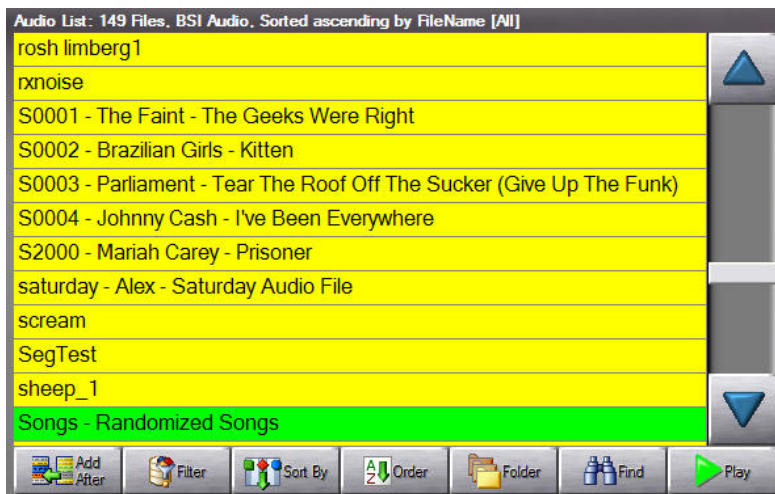 Audio List: 149 Files, BSI Audio, Sorted ascending by FileName [All]
rosh limberg1
rxnoise
S0001 - The Faint - The Geeks Were Right
S0002 - Brazilian Girls - Kitten
S0003 - Parliament - Tear The Roof Off The Sucker (Give Up The Funk)
S0004 - Johnny Cash - I've Been Everywhere
S2000 - Mariah Carey - Prisoner
saturday - Alex - Saturday Audio File
scream
SegTest
sheep_1
Songs - Randomized Songs
Add After Filter Sort By A Z Order Folder Find Play